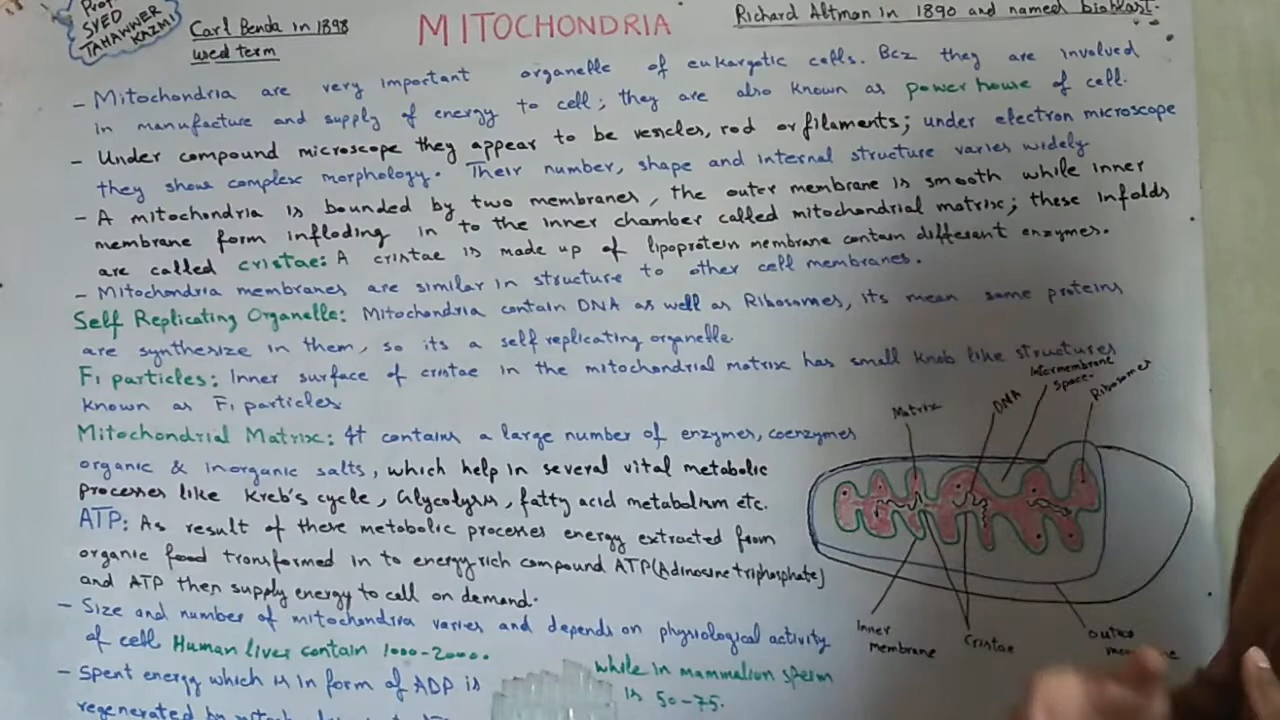 Prof
SYED
TAHAWWER
KAZMI
Carl Benda in 1898
used term
MITOCHONDRIA
Richard Altman in 1890 and named bioblast.
- Mitochondria are very important organelle of eukaryotic cells. Bcz they are involved
in manufacture and supply of energy to cell; they are also known as power house of cell.
- Under compound microscope they appear to be vesicles, rod or filaments; under electron microscope
they show complex morphology. Their number, shape and internal structure varies widely
- A mitochondria is bounded by two membranes, the outer membrane is smooth while inner
membrane form infloding in to the inner chamber called mitochondrial matrix; these infolds
are called cristae: A cristae is made up of lipoprotein membrane contain different enzymes.
- Mitochondria membranes are similar in structure to other cell membranes.
Self Replicating Organelle: Mitochondria contain DNA as well as Ribosomes, its mean some proteins
are synthesize in them, so its a self replicating organelle
F1 particles: Inner surface of cristae in the mitochondrial matrix has small knob like structures
known as F1 particles
Mitochondrial Matrix: It contains a large number of enzymes, coenzymes
organic & inorganic salts, which help in several vital metabolic
processes like Kreb's cycle, Glycolysis, fatty acid metabolism etc.
ATP: As result of these metabolic processes energy extracted from
organic food transformed in to energy rich compound ATP(Adinosine triphosphate)
and ATP then supply energy to cell on demand.
- Size and number of mitochondria varies and depends on physiological activity
of cell Human liver contain 1000-2000.
while in mammalian sperm
is 50-75.
- Spent energy which is in form of ADP is
regenerated by
Matrix
DNA
Intermembrane
Space.
Ribosomes
Inner
membrane
Cristae
outer